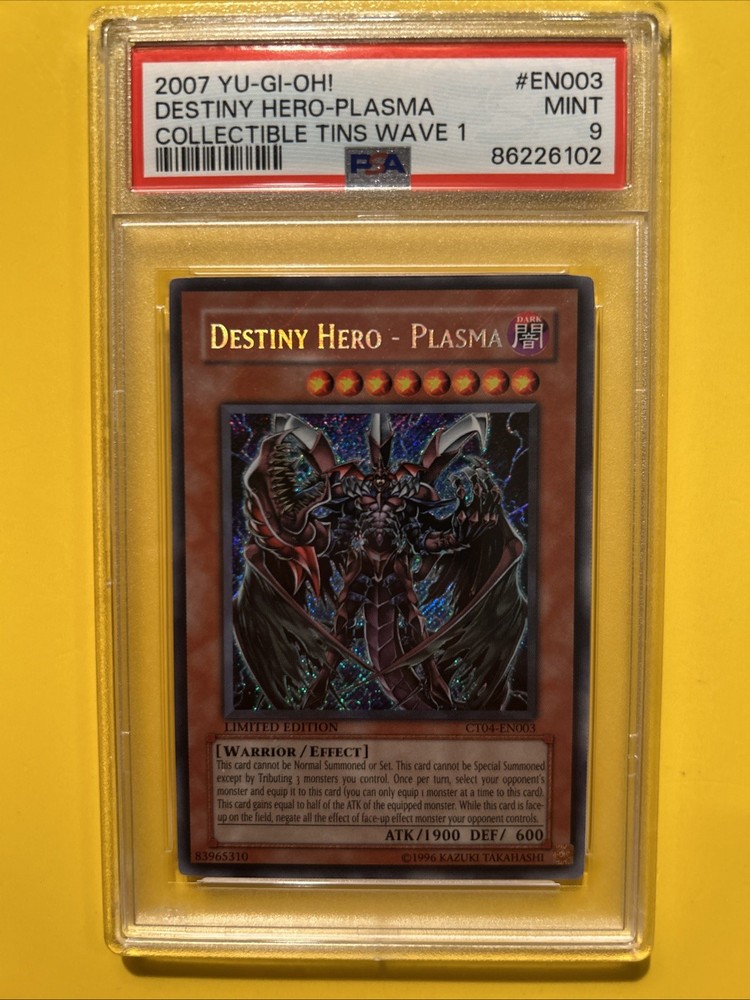 2007 YU-GI-OH! #EN003
DESTINY HERO-PLASMA MINT
COLLECTIBLE TINS WAVE 1 9
PSA 86226102
DESTINY HERO - PLASMA
DARK
闇
LIMITED EDITION CT04-EN003
[WARRIOR / EFFECT]
This card cannot be Normal Summoned or Set. This card cannot be Special Summoned
except by Tributing 3 monsters you control. Once per turn, select your opponent's
monster and equip it to this card (you can only equip 1 monster at a time to this card).
This card gains equal to half of the ATK of the equipped monster. While this card is face-
up on the field, negate all the effect of face-up effect monster your opponent controls.
ATK/1900 DEF/ 600
83965310 ©1996 KAZUKI TAKAHASHI